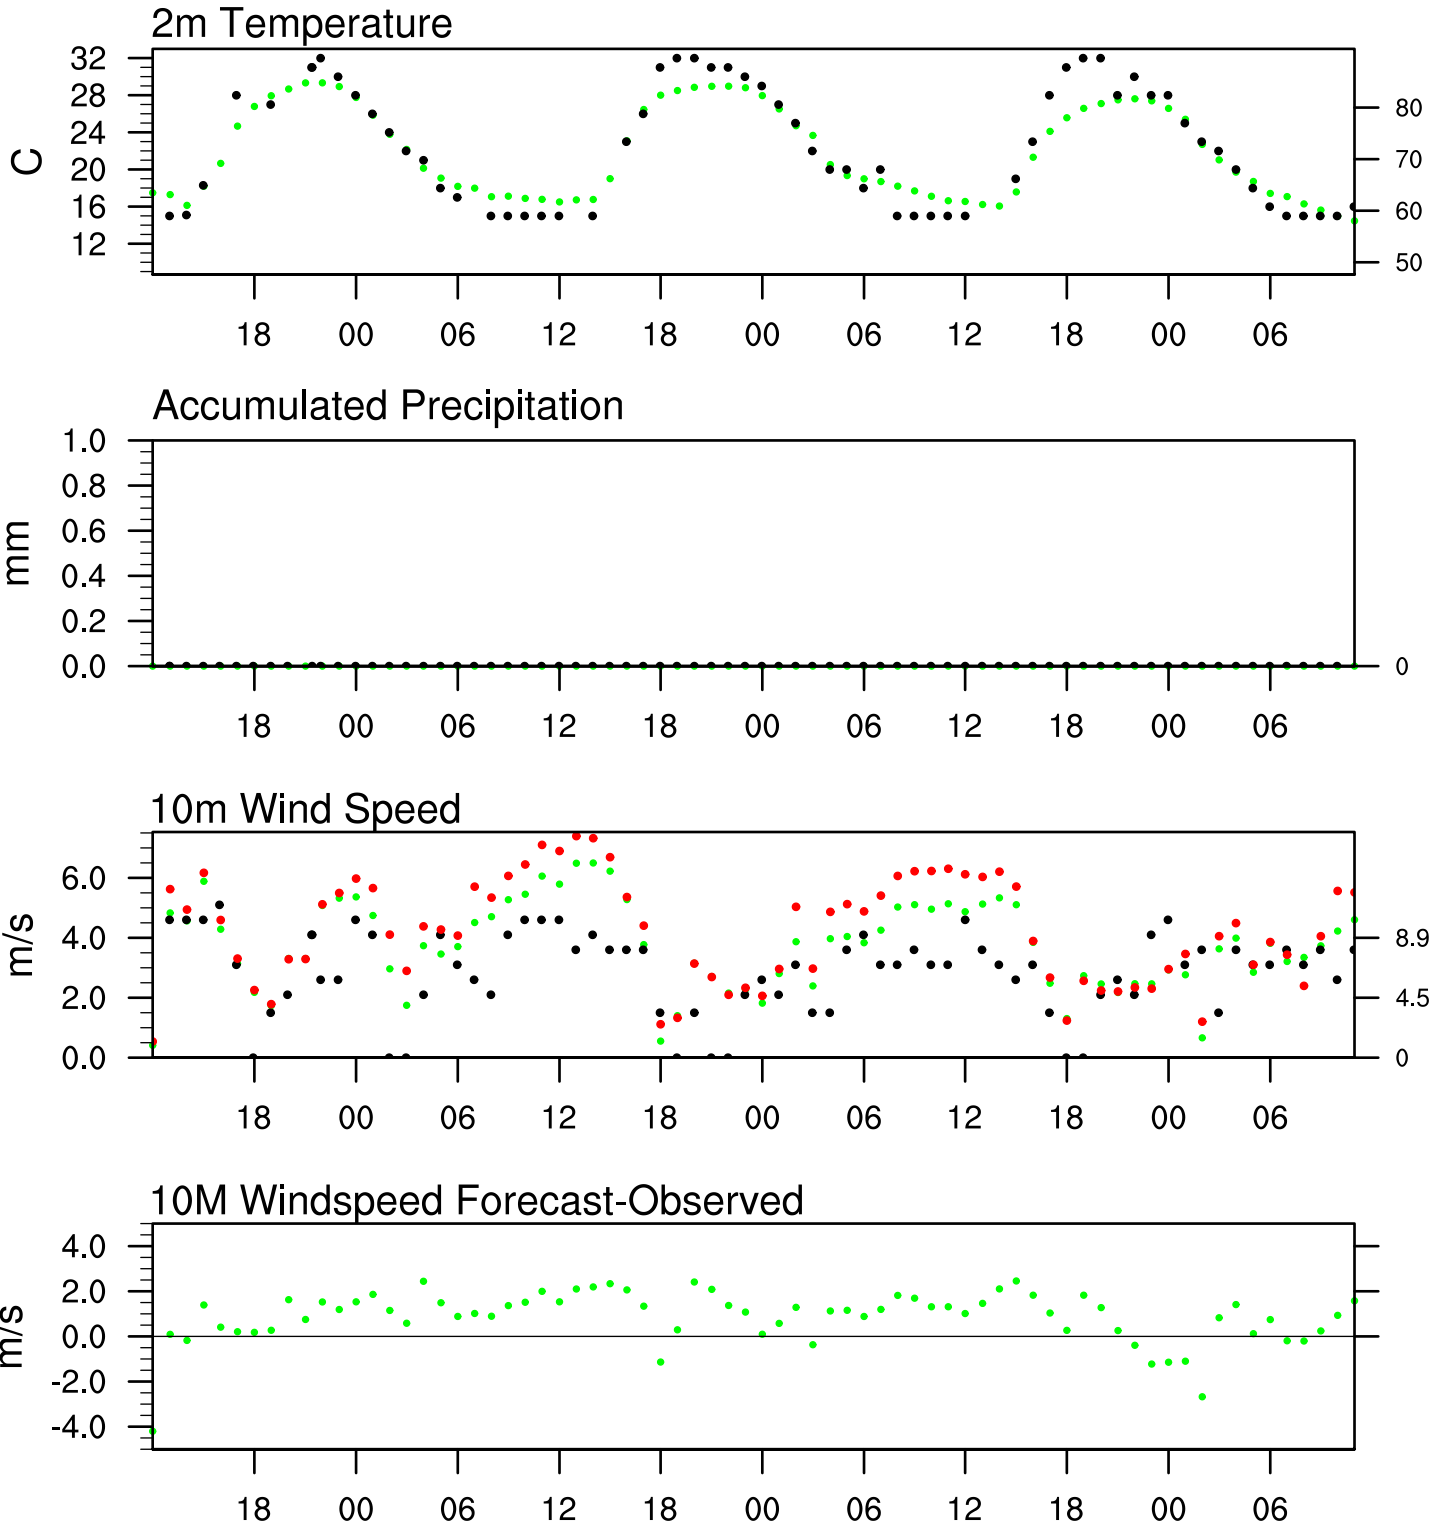 2m Temperature
32
28
24
20
16
12
C
80
70
60
50
18 00 06 12 18 00 06 12 18 00 06
Accumulated Precipitation
1.0
0.8
0.6
0.4
0.2
0.0
mm
0
18 00 06 12 18 00 06 12 18 00 06
10m Wind Speed
6.0
4.0
2.0
0.0
m/s
8.9
4.5
0
18 00 06 12 18 00 06 12 18 00 06
10M Windspeed Forecast-Observed
4.0
2.0
0.0
-2.0
-4.0
m/s
18 00 06 12 18 00 06 12 18 00 06